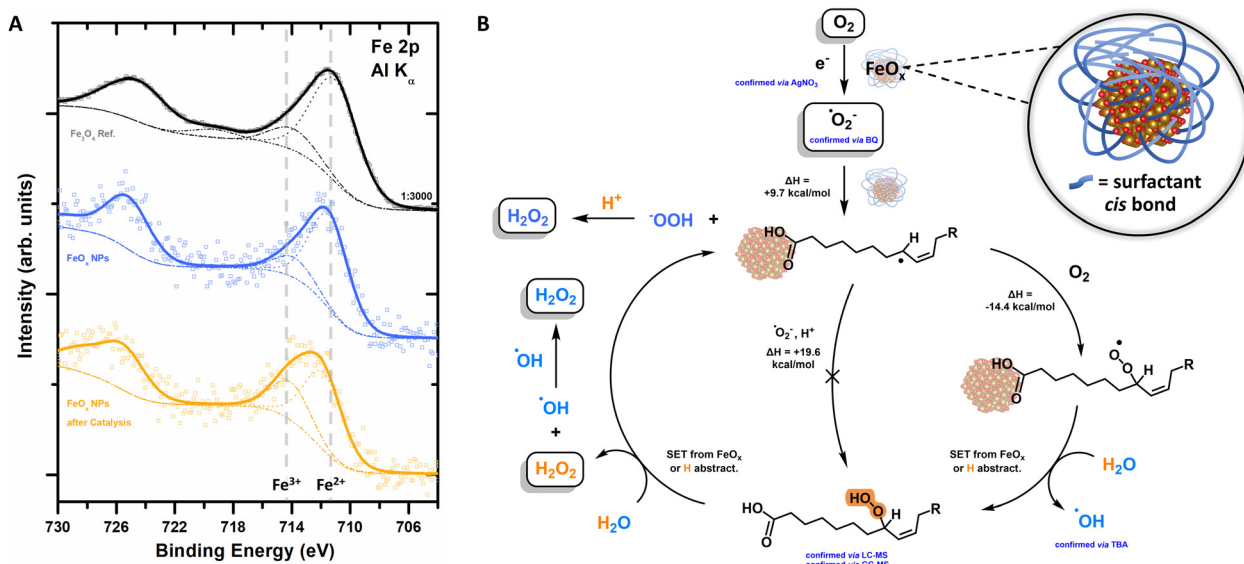 A
Fe 2p
Al Kα
Fe₃O₄ Ref.
1:3000
FeOₓ NPs
FeOₓ NPs
after Catalysis
Fe³⁺
Fe²⁺
Intensity (arb. units)
730 726 722 718 714 710 706
Binding Energy (eV)
B
O₂
e⁻
FeOₓ
confirmed via AgNO₃
•O₂⁻
confirmed via BQ
= surfactant
cis bond
ΔH =
+9.7 kcal/mol
H₂O₂
H⁺
⁻OOH +
HO
O
H
R
•
O₂
ΔH =
-14.4 kcal/mol
H₂O₂
•OH
•OH
+
H₂O₂
•O₂⁻, H⁺
ΔH = +19.6
kcal/mol
•
O
O
H
R
HO
O
SET from FeOₓ
or H abstract.
H₂O
SET from FeOₓ
or H abstract.
H₂O
•OH
confirmed via TBA
HO
O
HO
O
H
R
confirmed via LC-MS